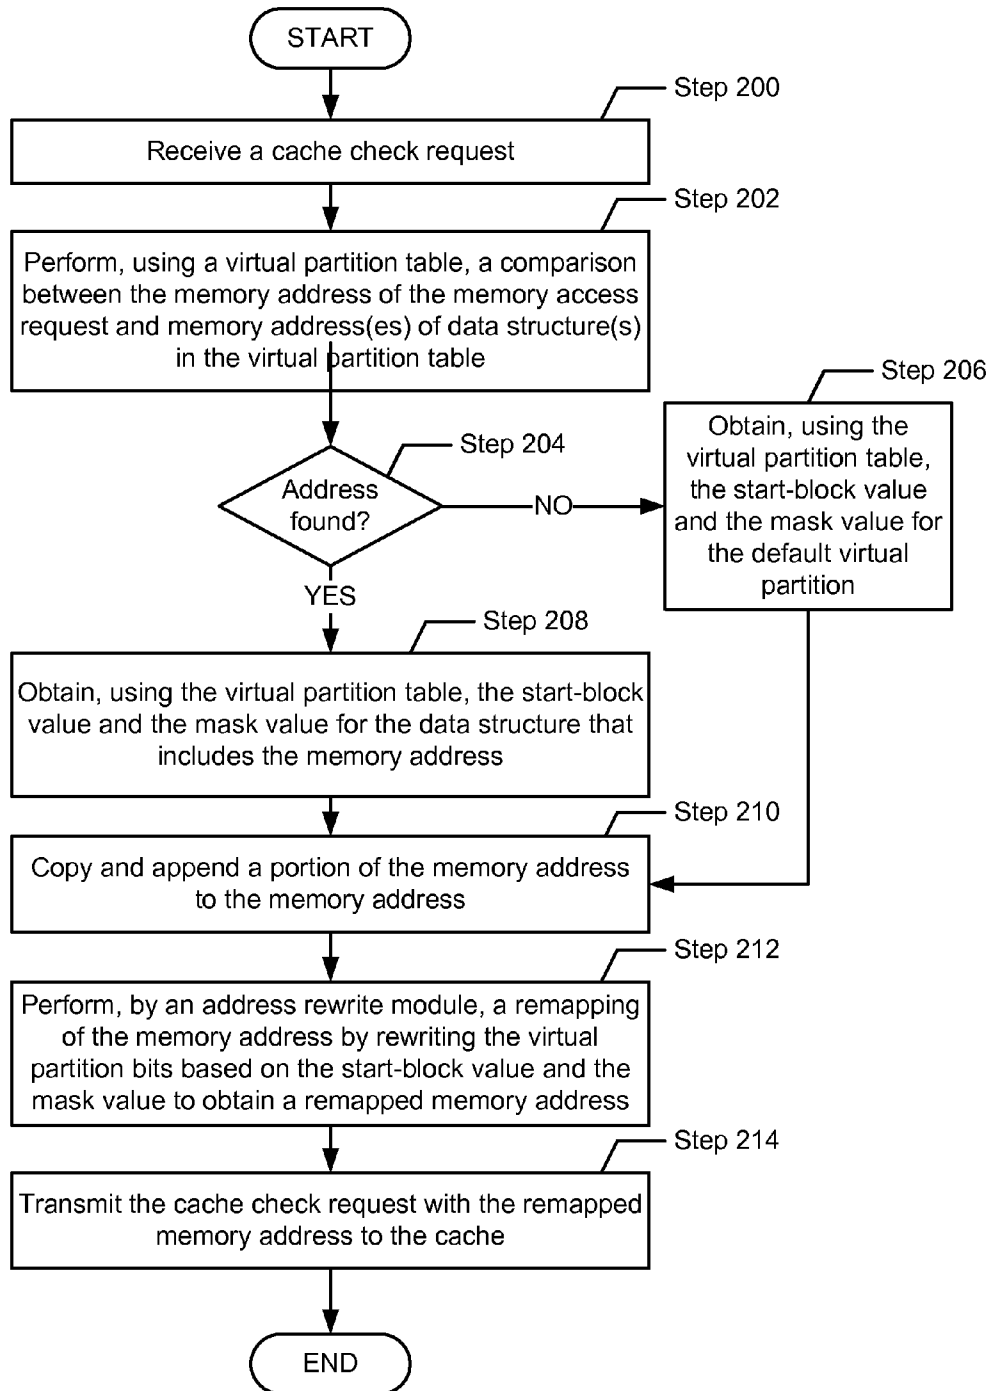 START
Step 200
Receive a cache check request
Step 202
Perform, using a virtual partition table, a comparison
between the memory address of the memory access
request and memory address(es) of data structure(s)
in the virtual partition table
Step 204
Address
found?
NO
Step 206
Obtain, using the
virtual partition table,
the start-block value
and the mask value for
the default virtual
partition
YES
Step 208
Obtain, using the virtual partition table, the start-block
value and the mask value for the data structure that
includes the memory address
Step 210
Copy and append a portion of the memory address
to the memory address
Step 212
Perform, by an address rewrite module, a remapping
of the memory address by rewriting the virtual
partition bits based on the start-block value and the
mask value to obtain a remapped memory address
Step 214
Transmit the cache check request with the remapped
memory address to the cache
END